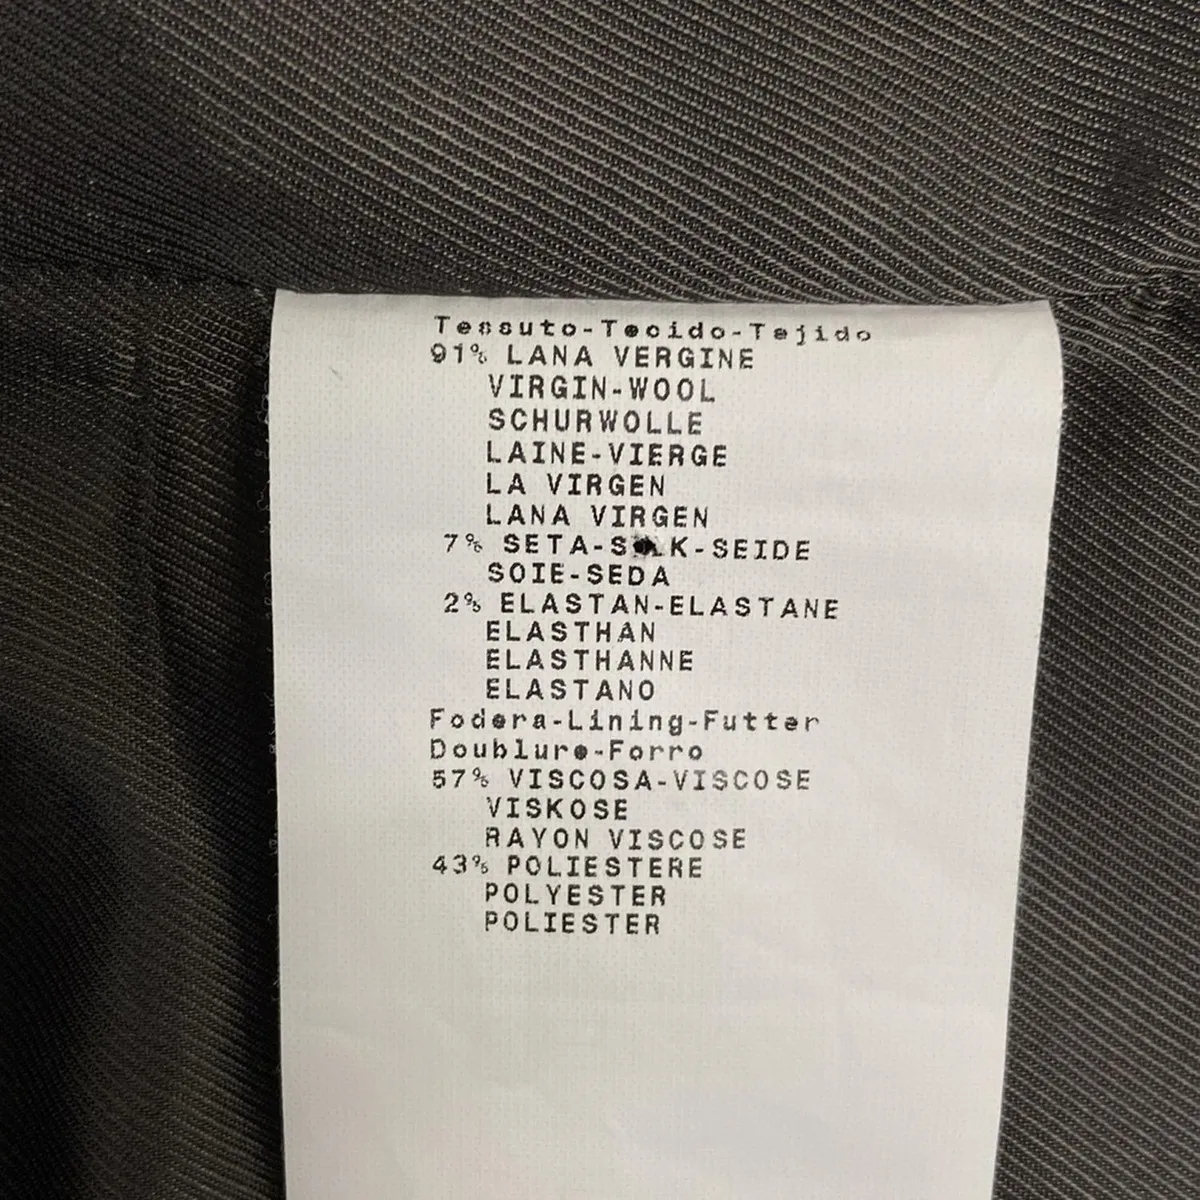 Tessuto-Tecido-Tejido
91% LANA VERGINE
VIRGIN-WOOL
SCHURWOLLE
LAINE-VIERGE
LA VIRGEN
LANA VIRGEN
7% SETA-SILK-SEIDE
SOIE-SEDA
2% ELASTAN-ELASTANE
ELASTHAN
ELASTHANNE
ELASTANO
Fodera-Lining-Futter
Doublure-Forro
57% VISCOSA-VISCOSE
VISKOSE
RAYON VISCOSE
43% POLIESTERE
POLYESTER
POLIESTER